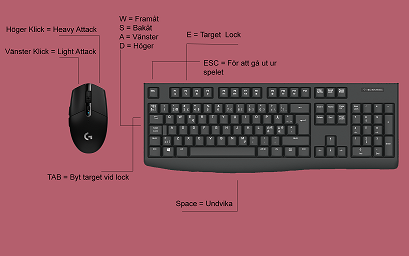 Höger Klick = Heavy Attack
Vänster Klick = Light Attack
W = Framåt
S = Bakåt
A = Vänster
D = Höger
E = Target Lock
ESC = För att gå ut ur
spelet
TAB = Byt target vid lock
Space = Undvika